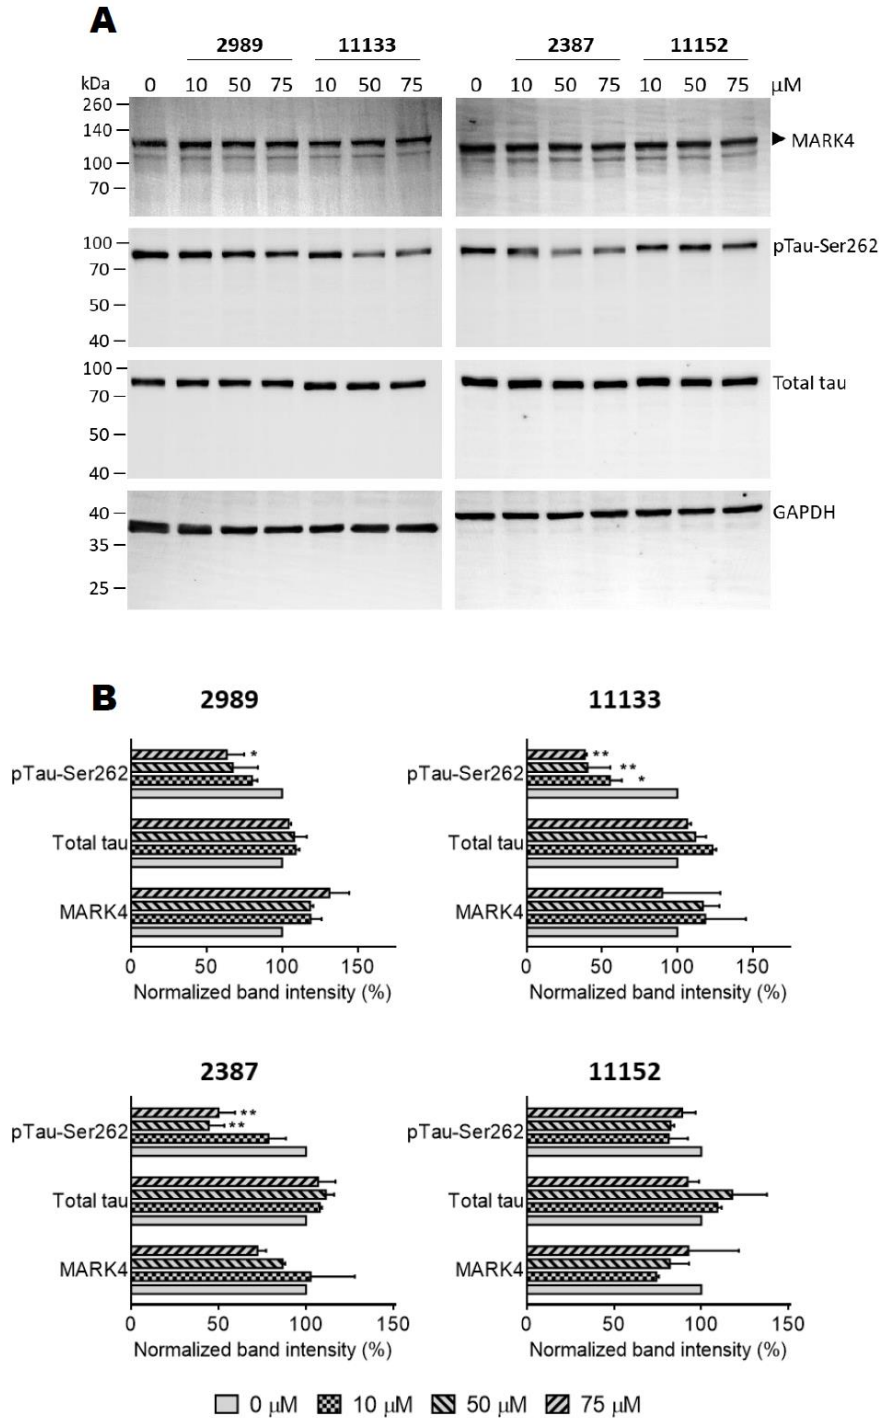 A
2989 11133 2387 11152
kDa 0 10 50 75 10 50 75 0 10 50 75 10 50 75 μM
260
140
100
70
MARK4
100
70
50
40
pTau-Ser262
100
70
50
40
Total tau
40
35
25
GAPDH
B
2989
pTau-Ser262 *
Total tau
MARK4
0 50 100 150
Normalized band intensity (%)
11133
pTau-Ser262 **
**
*
Total tau
MARK4
0 50 100 150
Normalized band intensity (%)
2387
pTau-Ser262 **
**
Total tau
MARK4
0 50 100 150
Normalized band intensity (%)
11152
pTau-Ser262
Total tau
MARK4
0 50 100 150
Normalized band intensity (%)
0 μM 10 μM 50 μM 75 μM